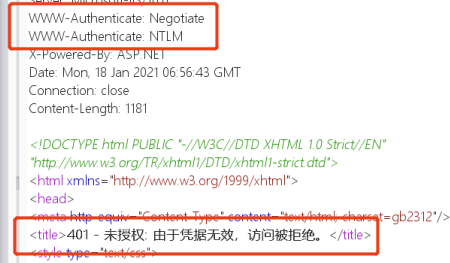 WWW-Authenticate: Negotiate
WWW-Authenticate: NTLM
X-Powered-By: ASP.NET
Date: Mon, 18 Jan 2021 06:56:43 GMT
Connection: close
Content-Length: 1181
<!DOCTYPE html PUBLIC "-//W3C//DTD XHTML 1.0 Strict//EN"
"http://www.w3.org/TR/xhtml1/DTD/xhtml1-strict.dtd">
<html xmlns="http://www.w3.org/1999/xhtml">
<head>
<meta http-equiv="Content-Type" content="text/html; charset=gb2312"/>
<title>401 - 未授权: 由于凭据无效，访问被拒绝。</title>
<style type="text/css">